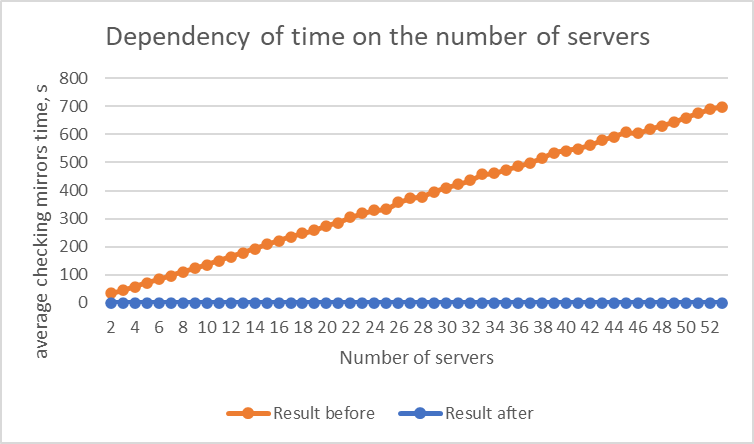 Dependency of time on the number of servers
average checking mirrors time, s
800
700
600
500
400
300
200
100
0
2 4 6 8 10 12 14 16 18 20 22 24 26 28 30 32 34 36 38 40 42 44 46 48 50 52
Number of servers
Result before Result after